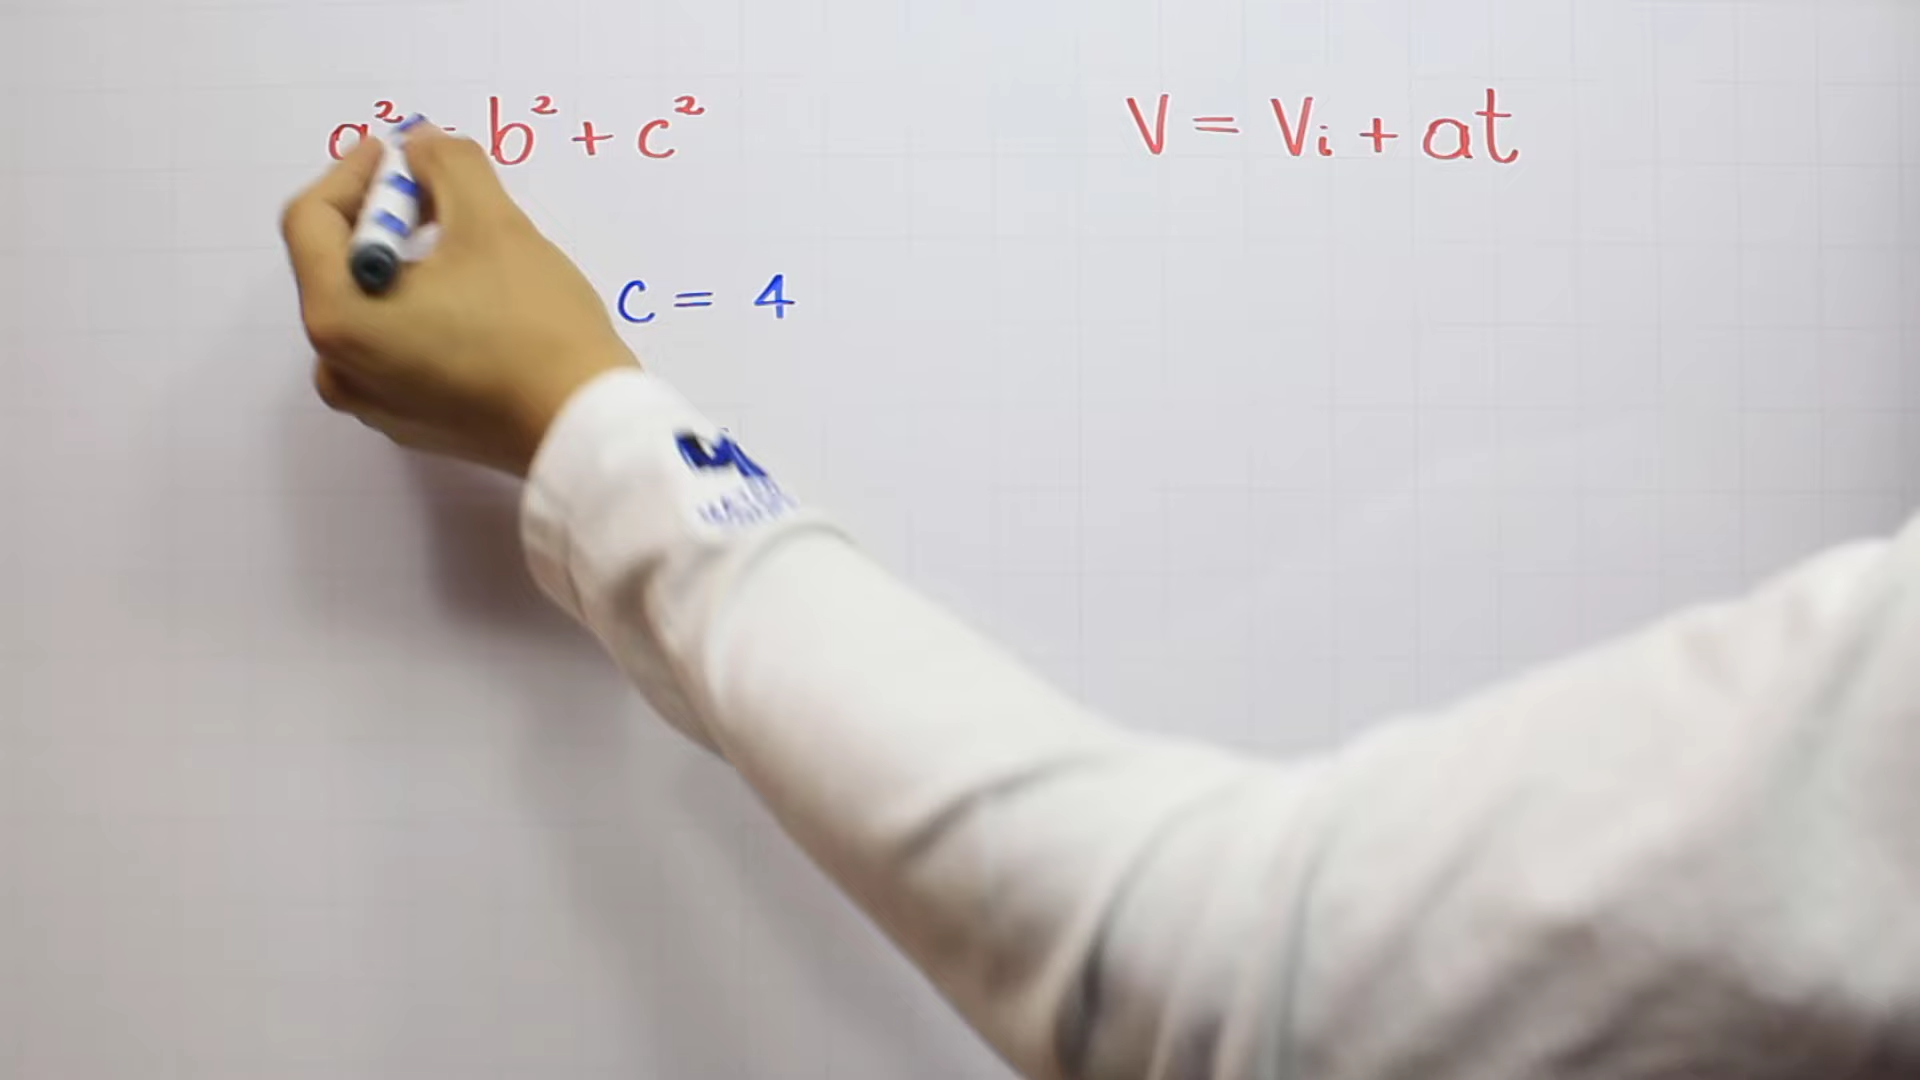 a² = b² + c²
V = Vi + at
c = 4